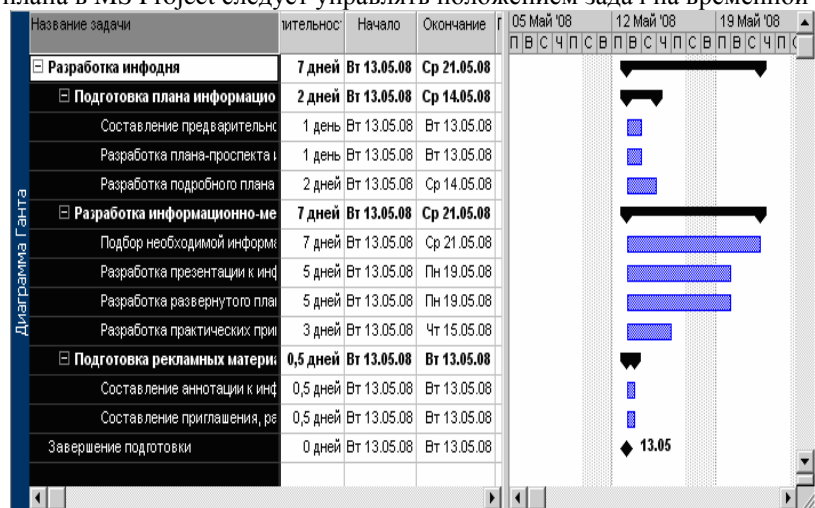 плана в MS Project следует управлять положением задач на временной
Название задачи | Начало | Окончание | 05 Май '08 | 12 Май '08 | 19 Май '08
П В С Ч П С В П В С Ч П С В П В С Ч П
Разработка инфодня 7 дней Вт 13.05.08 Ср 21.05.08
Подготовка плана информацио 2 дней Вт 13.05.08 Ср 14.05.08
Составление предварительно 1 день Вт 13.05.08 Вт 13.05.08
Разработка плана-проспекта и 1 день Вт 13.05.08 Вт 13.05.08
Разработка подробного плана 2 дней Вт 13.05.08 Ср 14.05.08
Разработка информационно-ме 7 дней Вт 13.05.08 Ср 21.05.08
Подбор необходимой информа 7 дней Вт 13.05.08 Ср 21.05.08
Разработка презентации к инф 5 дней Вт 13.05.08 Пн 19.05.08
Разработка развернутого пла 5 дней Вт 13.05.08 Пн 19.05.08
Разработка практических при 3 дней Вт 13.05.08 Чт 15.05.08
Подготовка рекламных матери 0,5 дней Вт 13.05.08 Вт 13.05.08
Составление аннотации к инф 0,5 дней Вт 13.05.08 Вт 13.05.08
Составление приглашения, ра 0,5 дней Вт 13.05.08 Вт 13.05.08
Завершение подготовки 0 дней Вт 13.05.08 Вт 13.05.08 13.05
Диаграмма Ганта